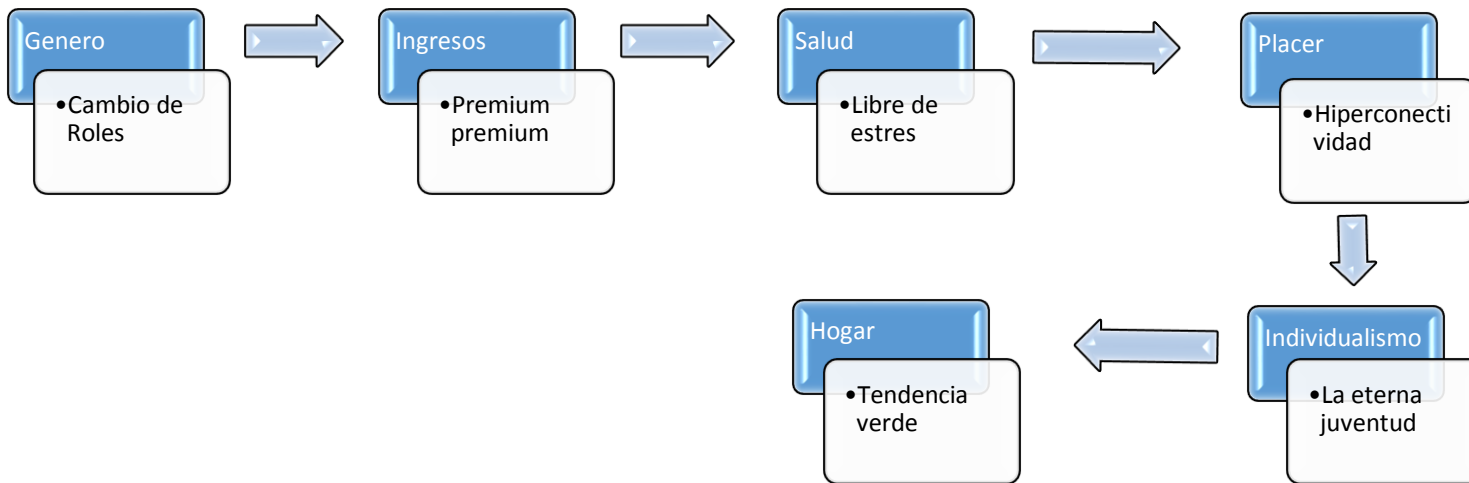 Genero
•Cambio de
Roles
Ingresos
•Premium
premium
Salud
•Libre de
estres
Placer
•Hiperconecti
vidad
Individualismo
•La eterna
juventud
Hogar
•Tendencia
verde